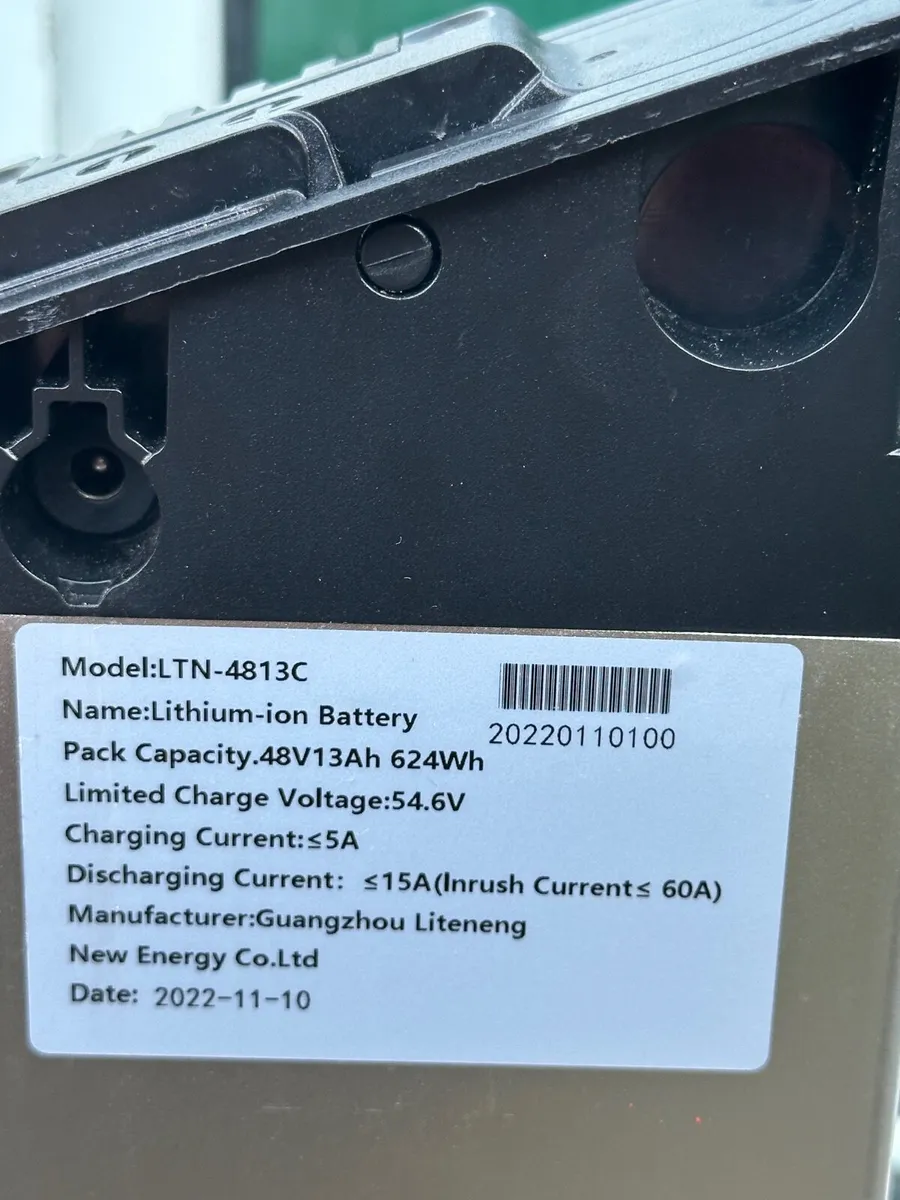 Model:LTN-4813C
Name:Lithium-ion Battery
20220110100
Pack Capacity.48V13Ah 624Wh
Limited Charge Voltage:54.6V
Charging Current:≤5A
Discharging Current: ≤15A(Inrush Current≤ 60A)
Manufacturer:Guangzhou Liteneng
New Energy Co.Ltd
Date: 2022-11-10